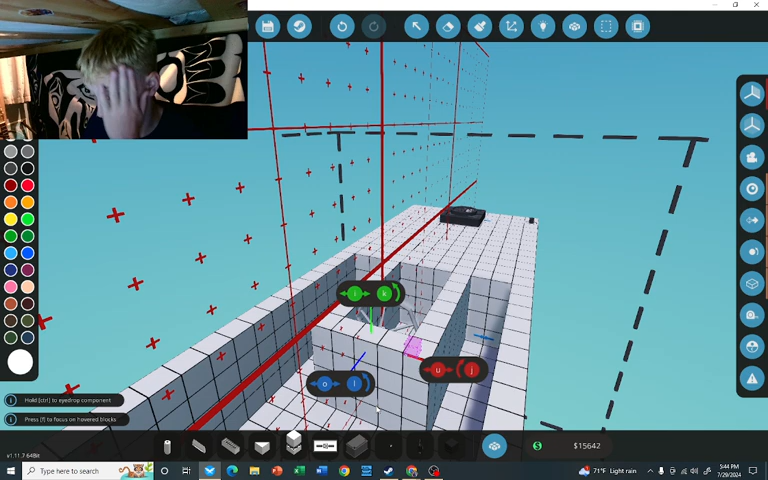 i k
u j
o l
Hold [ctrl] to eyedrop component
Press [f] to focus on hovered blocks
$ $15642
v1.11.7 64Bit
Type here to search
71°F Light rain
5:44 PM
7/29/2024